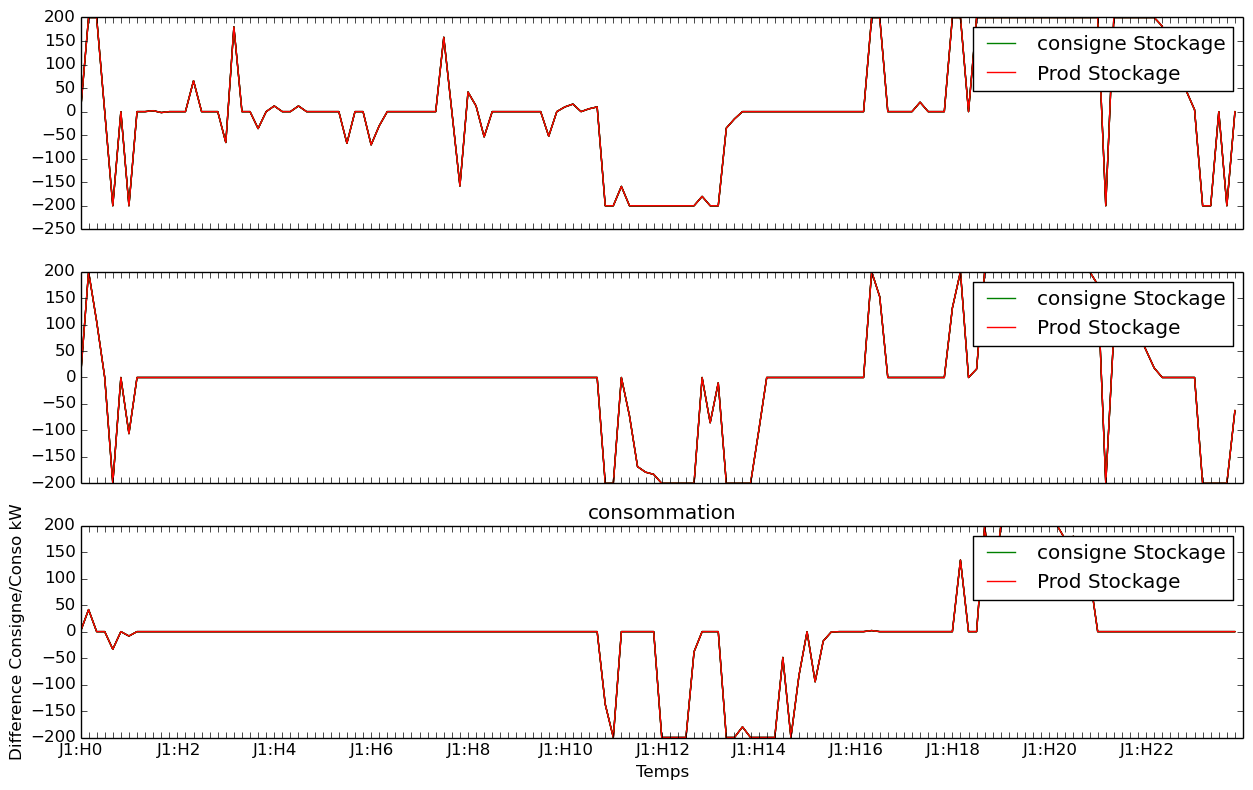 200
150
100
50
0
−50
−100
−150
−200
−250
consigne Stockage
Prod Stockage
200
150
100
50
0
−50
−100
−150
−200
consigne Stockage
Prod Stockage
consommation
200
150
100
50
0
−50
−100
−150
−200
consigne Stockage
Prod Stockage
Difference Consigne/Conso kW
J1:H0 J1:H2 J1:H4 J1:H6 J1:H8 J1:H10 J1:H12 J1:H14 J1:H16 J1:H18 J1:H20 J1:H22
Temps